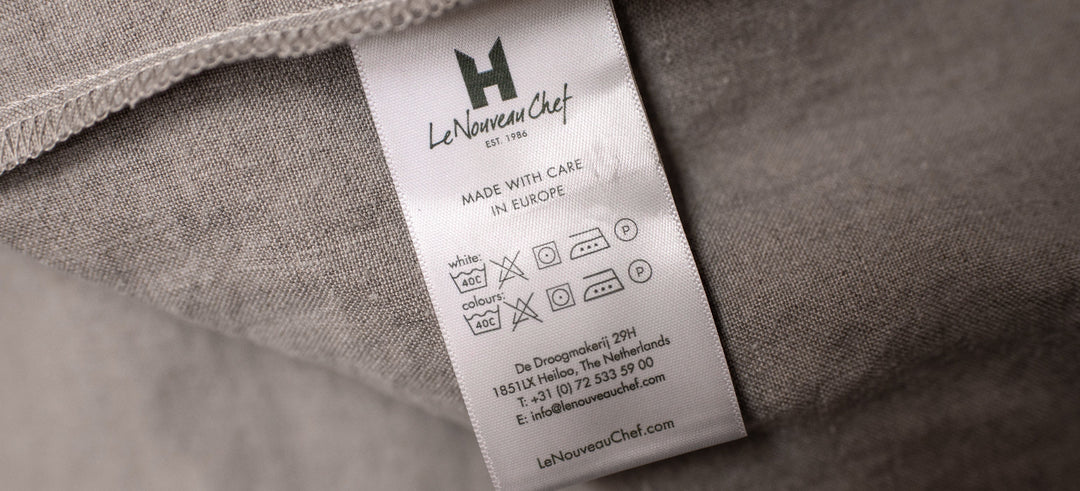 Le Nouveau Chef
EST. 1986
MADE WITH CARE
IN EUROPE
white:
40C P
colours:
40C P
De Droogmakerij 29H
1851LX Heiloo, The Netherlands
T: +31 (0) 72 533 59 00
E: info@lenouveauchef.com
LeNouveauChef.com